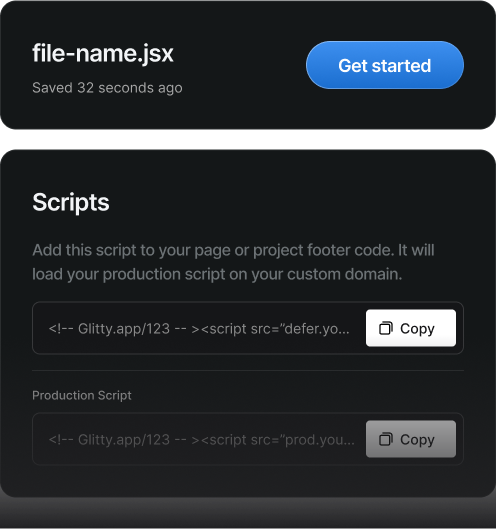 file-name.jsx
Get started
Saved 32 seconds ago
Scripts
Add this script to your page or project footer code. It will
load your production script on your custom domain.
<!-- Glitty.app/123 -- ><script src="defer.yo...
Copy
Production Script
<!-- Glitty.app/123 -- ><script src="prod.you...
Copy